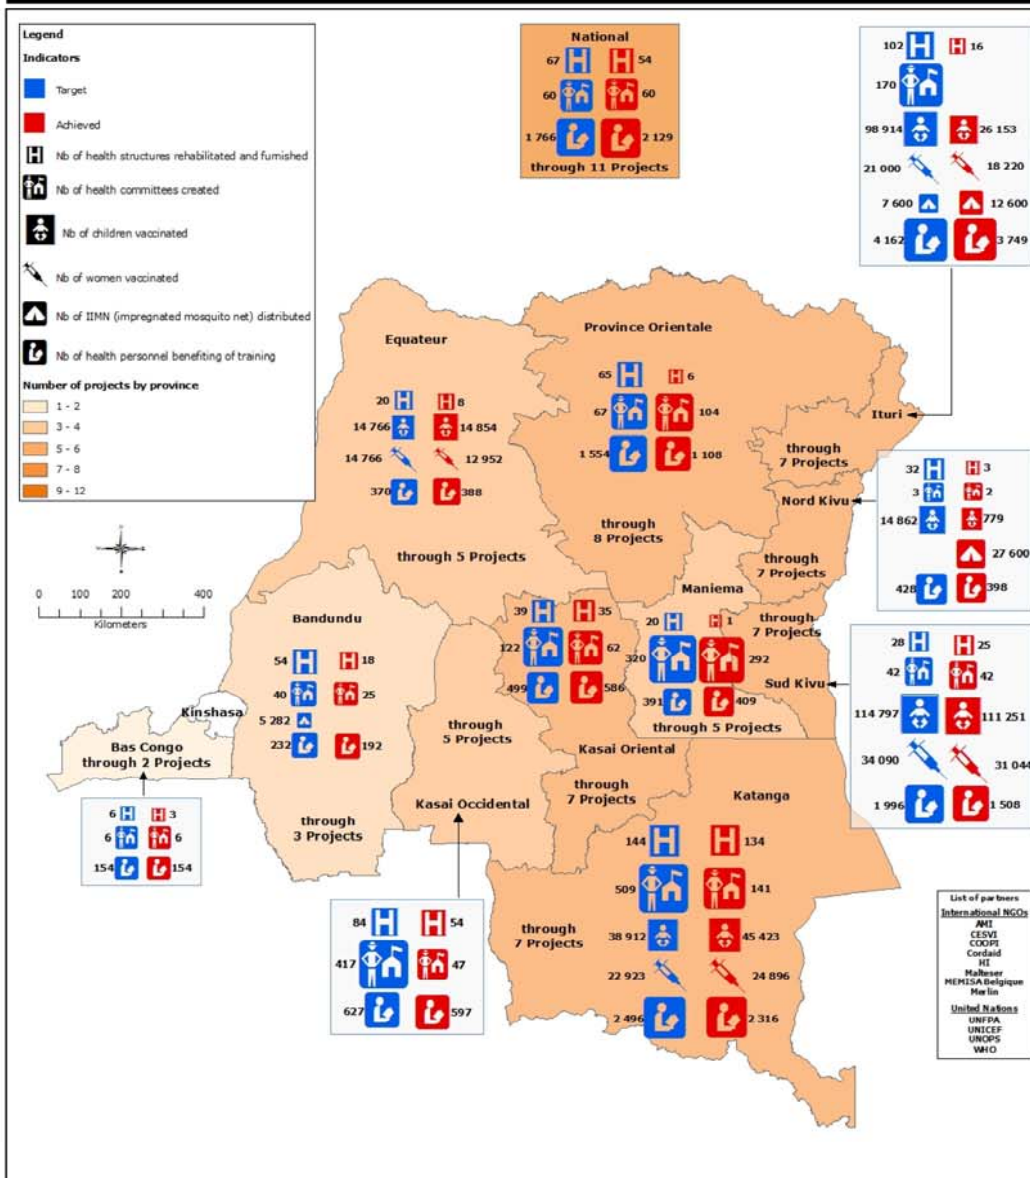 Legend
Indicators
Target
Achieved
Nb of health structures rehabilitated and furnished
Nb of health committees created
Nb of children vaccinated
Nb of women vaccinated
Nb of IIMN (impregnated mosquito net) distributed
Nb of health personnel benefiting of training
Number of projects by province
1 - 2
3 - 4
5 - 6
7 - 8
9 - 12
0 100 200 300 400
Kilometers
National
67 54
60 60
1 766 2 129
through 11 Projects
102 16
170
98 914 26 153
21 000 18 220
7 600 12 600
4 162 3 749
Equateur
20 8
14 766 14 854
14 766 12 952
370 388
through 5 Projects
Province Orientale
65 6
67 104
1 554 1 108
through
8 Projects
Ituri
through
7 Projects
Nord Kivu
through
7 Projects
32 3
3 2
14 862 779
27 600
428 398
Maniema
20 1
320 292
391 409
through 5 Projects
through
7 Projects
Sud Kivu
28 25
42 42
114 797 111 251
34 090 31 044
1 996 1 508
Bandundu
54 18
40 25
5 282
232 192
through
3 Projects
Kinshasa
Bas Congo
through 2 Projects
6 3
6 6
154 154
39 35
122 62
499 586
Kasai Oriental
through
7 Projects
through
5 Projects
Kasai Occidental
84 54
417 47
627 597
Katanga
144 134
509 141
38 912 45 423
22 923 24 896
2 496 2 316
through
7 Projects
List of partners
International NGOs
AMI
CESVI
COOPI
Cordaid
HI
Malteser
MEMISA Belgique
Merlin
United Nations
UNFPA
UNICEF
UNOPS
WHO